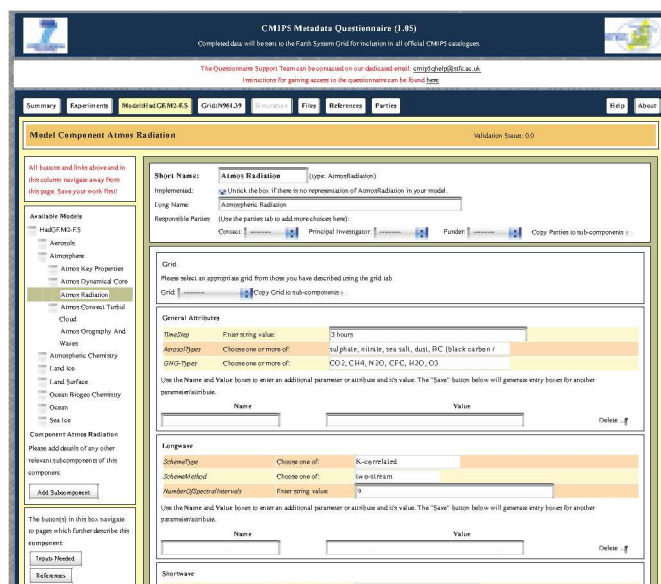 CMIP5 Metadata Questionnaire (1.05)
Completed data will be sent to the Earth System Grid for inclusion in all official CMIP5 catalogues.
The Questionnaire Support Team can be contacted on our dedicated email: cmip5qhelp@stfc.ac.uk
Instructions for gaining access to the questionnaire can be found here
Summary Experiments Model:HadGEM2-ES Grid:N96L39 Simulation Files References Parties Help About
Model Component Atmos Radiation Validation Status: 0.0
All buttons and links above and in
this column navigate away from
this page. Save your work first!
Available Models
HadGEM2-ES
Aerosols
Atmosphere
Atmos Key Properties
Atmos Dynamical Core
Atmos Radiation
Atmos Convect Turbul
Cloud
Atmos Orography And
Waves
Atmospheric Chemistry
Land Ice
Land Surface
Ocean Biogeo Chemistry
Ocean
Sea Ice
Component Atmos Radiation
Please add details of any other
relevant subcomponents of this
component
Add Subcomponent
The button(s) in this box navigate
to pages which further describe this
component:
Inputs Needed
References
Short Name: Atmos Radiation (type: AtmosRadiation)
Implemented: Untick the box if there is no representation of AtmosRadiation in your model.
Long Name: Atmospheric Radiation
Responsible Parties (Use the parties tab to add more choices here):
Contact: --------- Principal Investigator: --------- Funder: --------- Copy Parties to sub-components
Grid
Please select an appropriate grid from those you have described using the grid tab
Grid: --------- Copy Grid to sub-components
General Attributes
TimeStep Enter string value: 3 hours
AerosolTypes Choose one or more of: sulphate, nitrate, sea salt, dust, BC (black carbon /
GHG-Types Choose one or more of: CO2, CH4, N2O, CFC, H2O, O3
Use the Name and Value boxes to enter an additional parameter or attribute and it's value. The "Save" button below will generate entry boxes for another
parameter/attribute.
Name Value
Delete
Longwave
SchemeType Choose one of: K-correlated
SchemeMethod Choose one of: two-stream
NumberOfSpectralIntervals Enter string value: 9
Use the Name and Value boxes to enter an additional parameter or attribute and it's value. The "Save" button below will generate entry boxes for another
parameter/attribute.
Name Value
Delete
Shortwave